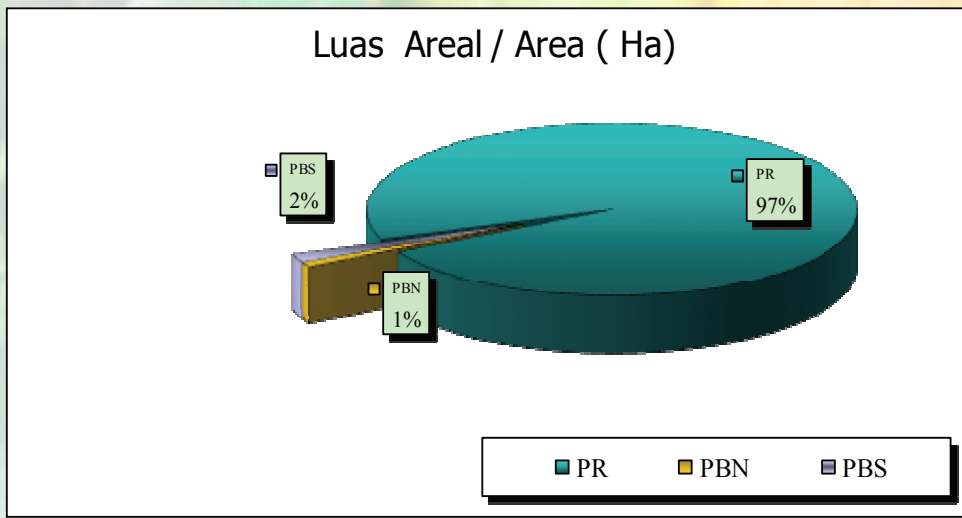 Luas Areal / Area ( Ha)
PBS
2%
PR
97%
PBN
1%
PR PBN PBS